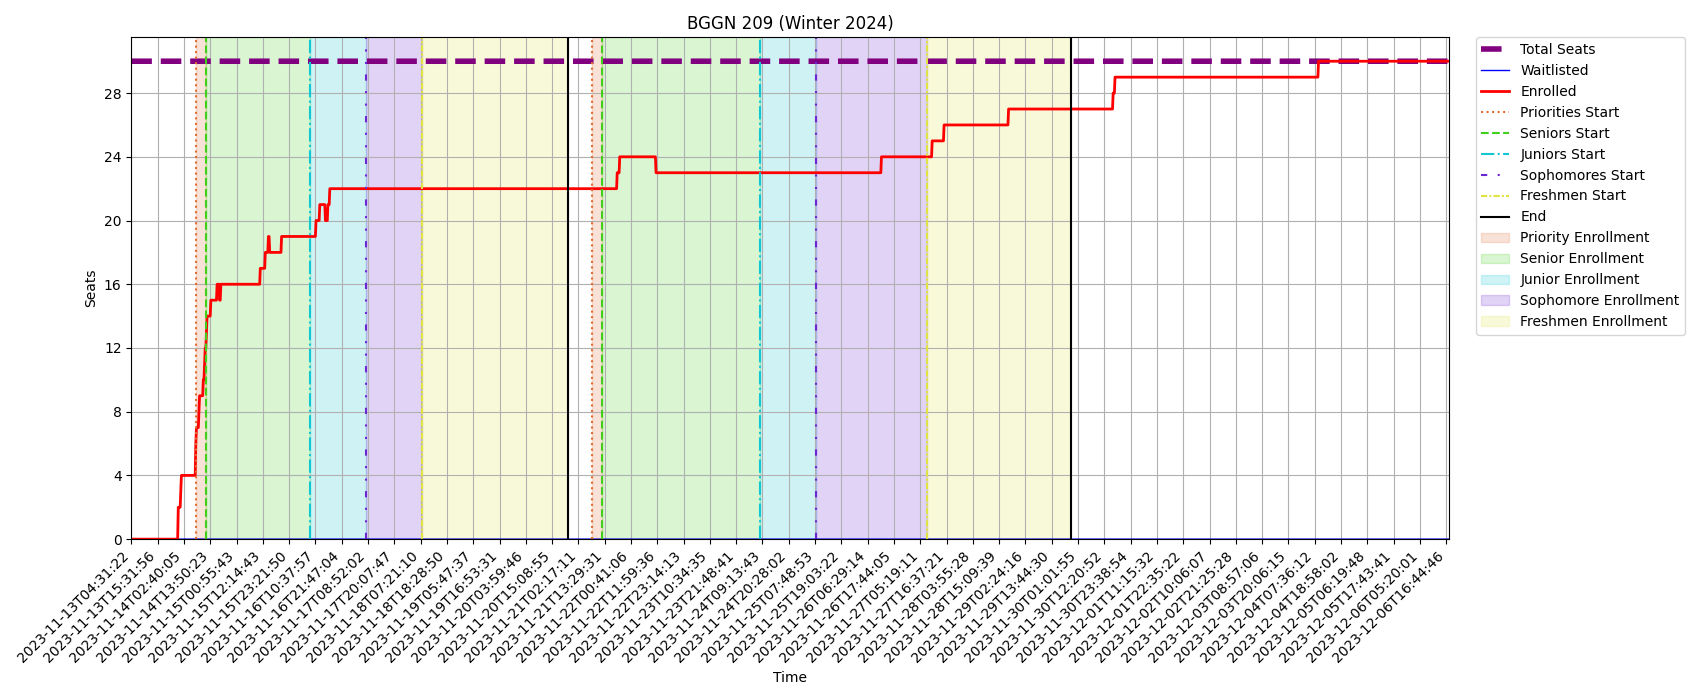 BGGN 209 (Winter 2024)
Seats
28
24
20
16
12
8
4
0
2023-11-13T04:31:22
2023-11-13T15:31:56
2023-11-14T02:40:05
2023-11-14T13:50:23
2023-11-15T00:55:43
2023-11-15T12:14:43
2023-11-15T23:21:50
2023-11-16T10:37:57
2023-11-16T21:47:04
2023-11-17T08:52:02
2023-11-17T20:07:47
2023-11-18T07:21:10
2023-11-18T18:28:50
2023-11-19T05:47:37
2023-11-19T16:53:31
2023-11-20T03:59:46
2023-11-20T15:08:55
2023-11-21T02:17:11
2023-11-21T13:29:31
2023-11-22T00:41:06
2023-11-22T11:59:36
2023-11-22T23:14:13
2023-11-23T10:34:35
2023-11-23T21:48:41
2023-11-24T09:13:43
2023-11-24T20:28:02
2023-11-25T07:48:53
2023-11-25T19:03:22
2023-11-26T06:29:14
2023-11-26T17:44:05
2023-11-27T05:19:11
2023-11-27T16:37:21
2023-11-28T03:55:28
2023-11-28T15:09:39
2023-11-29T02:24:16
2023-11-29T13:44:30
2023-11-30T01:01:55
2023-11-30T12:20:52
2023-11-30T23:38:54
2023-12-01T11:15:32
2023-12-01T22:35:22
2023-12-02T10:06:07
2023-12-02T21:25:28
2023-12-03T08:57:06
2023-12-03T20:06:15
2023-12-04T07:36:12
2023-12-04T18:58:02
2023-12-05T06:19:48
2023-12-05T17:43:41
2023-12-06T05:20:01
2023-12-06T16:44:46
Time
Total Seats
Waitlisted
Enrolled
Priorities Start
Seniors Start
Juniors Start
Sophomores Start
Freshmen Start
End
Priority Enrollment
Senior Enrollment
Junior Enrollment
Sophomore Enrollment
Freshmen Enrollment